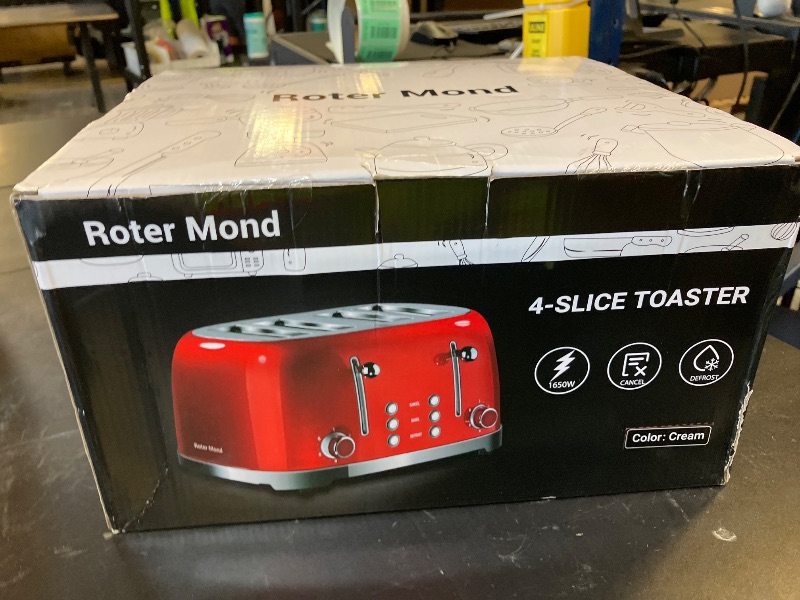 Roter Mond
Roter Mond
4-SLICE TOASTER
1650W
CANCEL
DEFROST
Roter Mond
Color: Cream